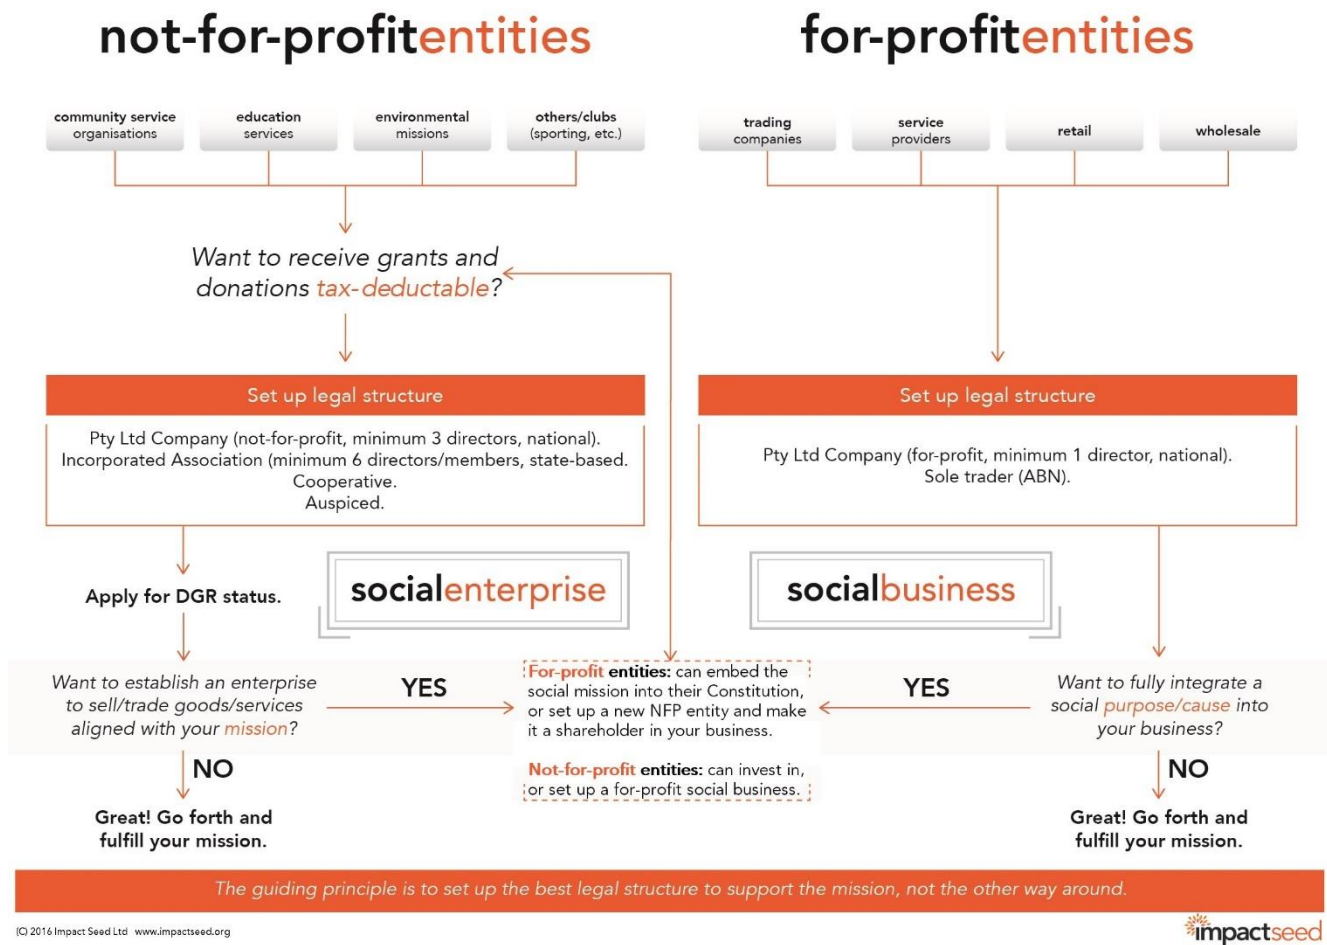 not-for-profitentities
for-profitentities
community service
organisations
education
services
environmental
missions
others/clubs
(sporting, etc.)
trading
companies
service
providers
retail
wholesale
Want to receive grants and
donations tax-deductable?
Set up legal structure
Pty Ltd Company (not-for-profit, minimum 3 directors, national).
Incorporated Association (minimum 6 directors/members, state-based.
Cooperative.
Auspiced.
Set up legal structure
Pty Ltd Company (for-profit, minimum 1 director, national).
Sole trader (ABN).
Apply for DGR status.
socialenterprise
socialbusiness
Want to establish an enterprise
to sell/trade goods/services
aligned with your mission?
YES
For-profit entities: can embed the
social mission into their Constitution,
or set up a new NFP entity and make
it a shareholder in your business.
Not-for-profit entities: can invest in,
or set up a for-profit social business.
YES
Want to fully integrate a
social purpose/cause into
your business?
NO
Great! Go forth and
fulfill your mission.
NO
Great! Go forth and
fulfill your mission.
The guiding principle is to set up the best legal structure to support the mission, not the other way around.
(C) 2016 Impact Seed Ltd www.impactseed.org
impactseed